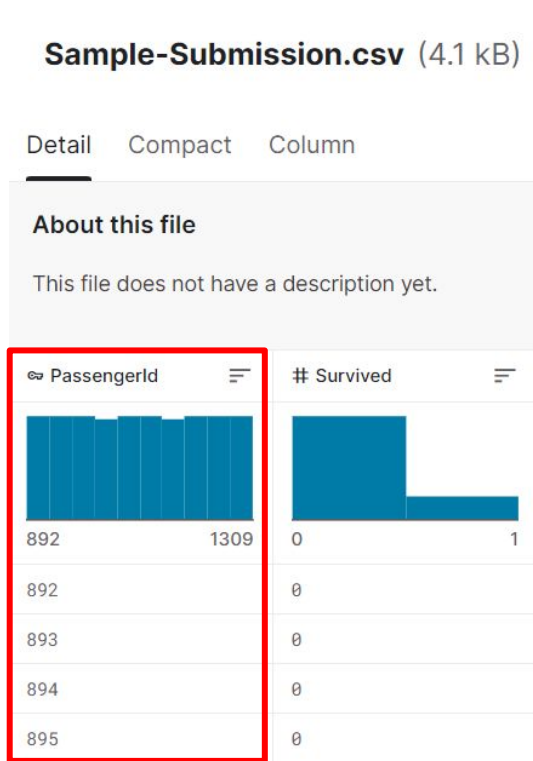 Sample-Submission.csv (4.1 kB)
Detail Compact Column
About this file
This file does not have a description yet.
PassengerId # Survived
892 1309 0 1
892 0
893 0
894 0
895 0